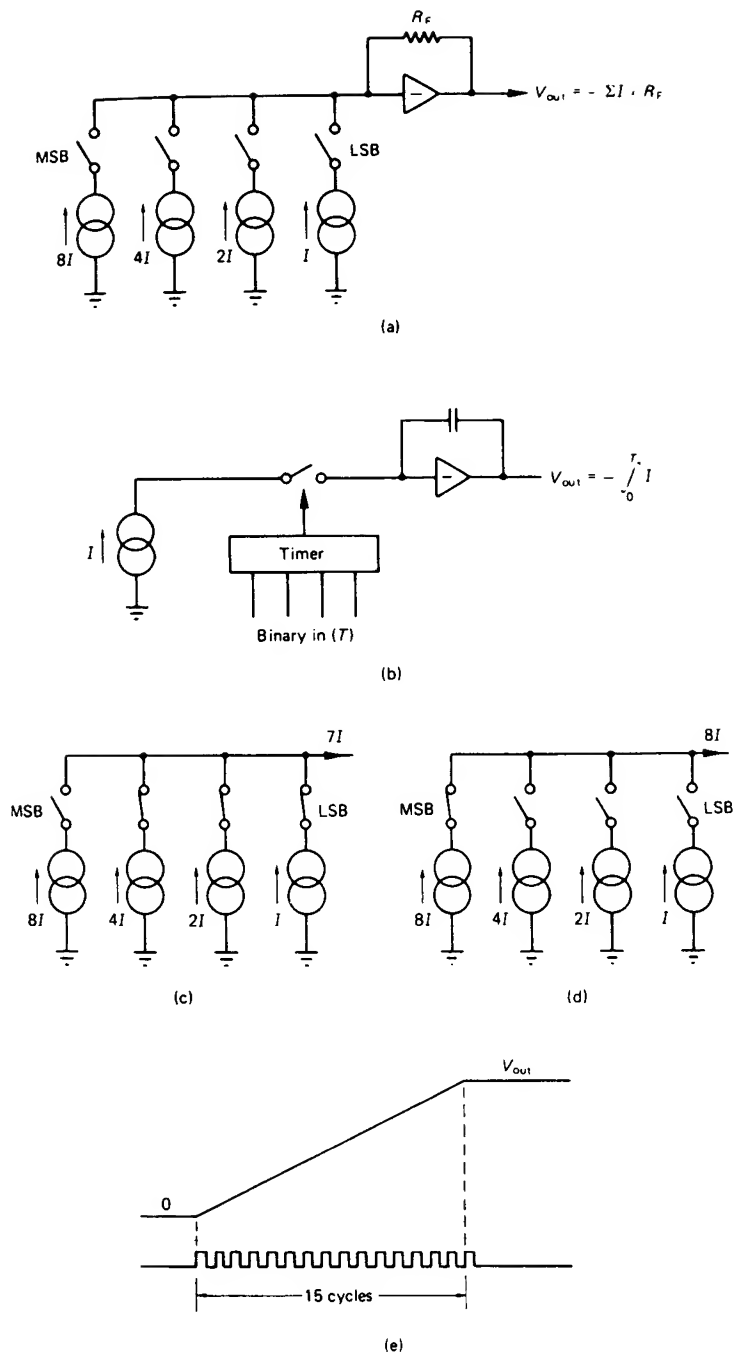 R_F
V_out = - ΣI · R_F
MSB
LSB
8I
4I
2I
I
(a)
V_out = - ∫ I
T
0
I
Timer
Binary in (T)
(b)
7I
8I
MSB
LSB
MSB
LSB
8I
4I
2I
I
8I
4I
2I
I
(c)
(d)
V_out
0
15 cycles
(e)